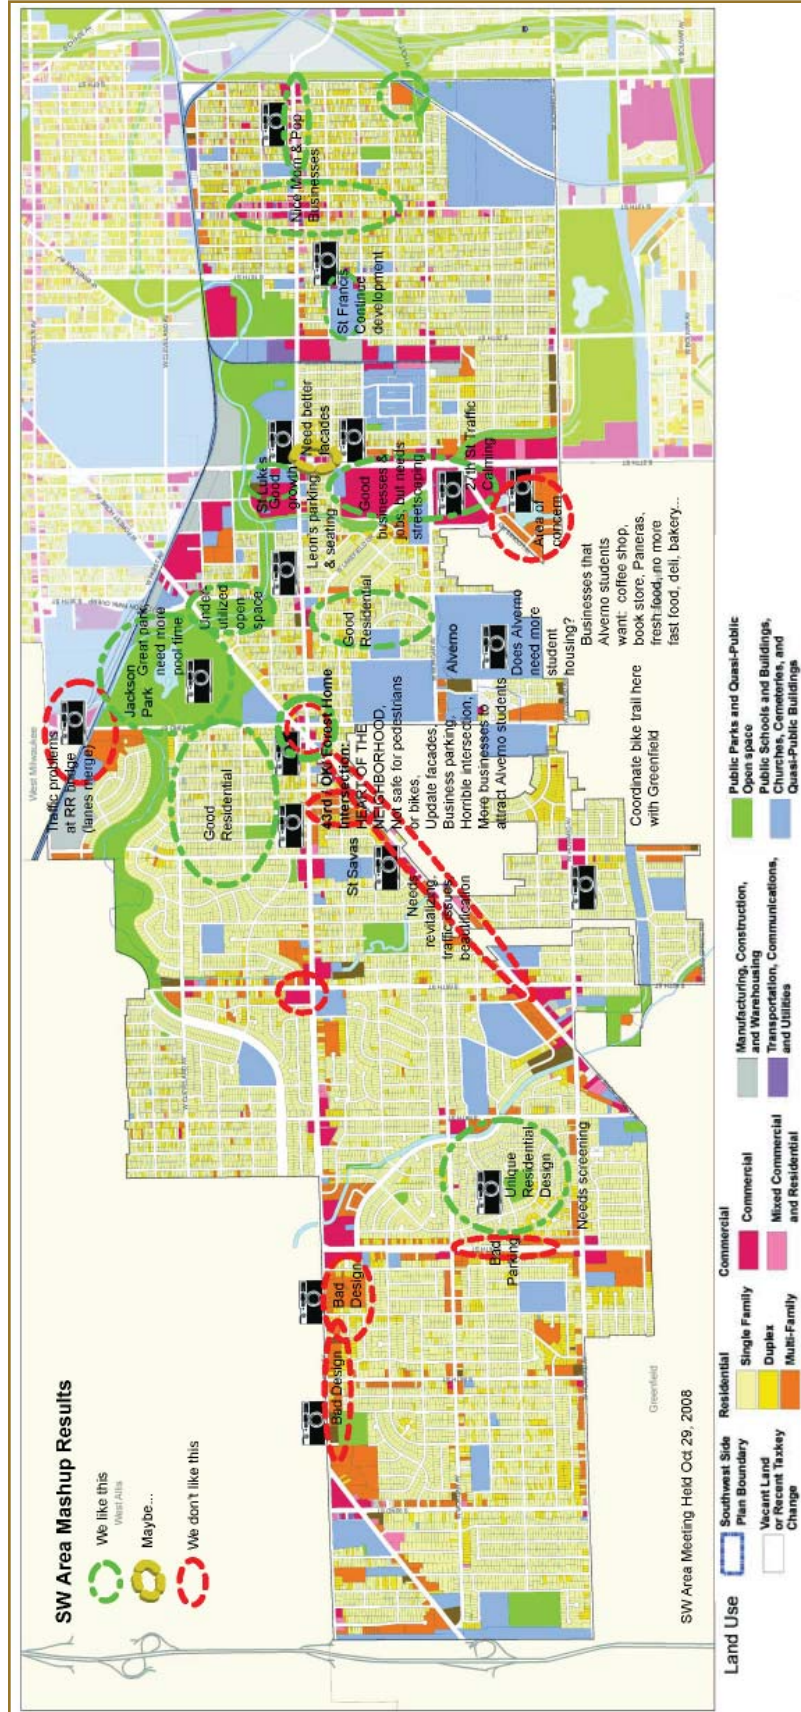 SW Area Mashup Results
We like this
West Allis
Maybe...
We don't like this
Bad Design
Bad
Design
Bad
Parking
Unique
Residential
Design
Needs screening
Traffic problems
at RR bridge
(lanes merge)
West Milwaukee
Good
Residential
Jackson
Park
Great park,
need more
pool time
Under-
utilized
open
space
St Savas
Needs
revitalizing,
traffic issues,
beautification
43rd / OK/ Forest Home
Intersection:
HEART OF THE
NEIGHBORHOOD,
Not safe for pedestrians
or bikes,
Update facades,
Business parking,
Horrible intersection,
More businesses to
attract Alverno students
Good
Residential
Alverno
Does Alverno
need more
student
housing?
Businesses that
Alverno students
want: coffee shop,
book store, Paneras,
fresh food, no more
fast food, deli, bakery...
Coordinate bike trail here
with Greenfield
St Lukes
Good
growth
Need better
facades
Leon's parking
& seating
Good
businesses &
jobs, but needs
streetscaping
27th St Traffic
Calming
Area of
concern
St Francis
Continue
development
Nice Mom & Pop
Businesses
Greenfield
SW Area Meeting Held Oct 29, 2008
Land Use
Southwest Side
Plan Boundary
Vacant Land
or Recent Taxkey
Change
Residential
Single Family
Duplex
Multi-Family
Commercial
Commercial
Mixed Commercial
and Residential
Manufacturing, Construction,
and Warehousing
Transportation, Communications,
and Utilities
Public Parks and Quasi-Public
Open space
Public Schools and Buildings,
Churches, Cemeteries, and
Quasi-Public Buildings